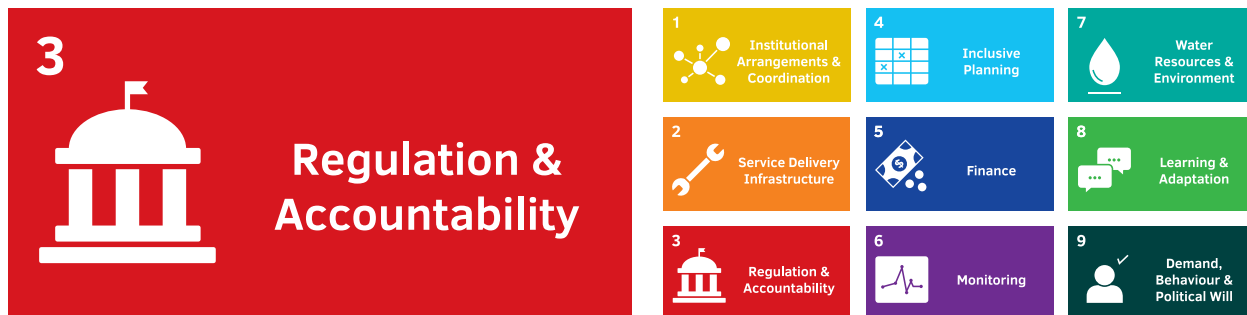 3
Regulation &
Accountability
1
Institutional
Arrangements &
Coordination
2
Service Delivery
Infrastructure
3
Regulation &
Accountability
4
Inclusive
Planning
5
Finance
6
Monitoring
7
Water
Resources &
Environment
8
Learning &
Adaptation
9
Demand,
Behaviour &
Political Will